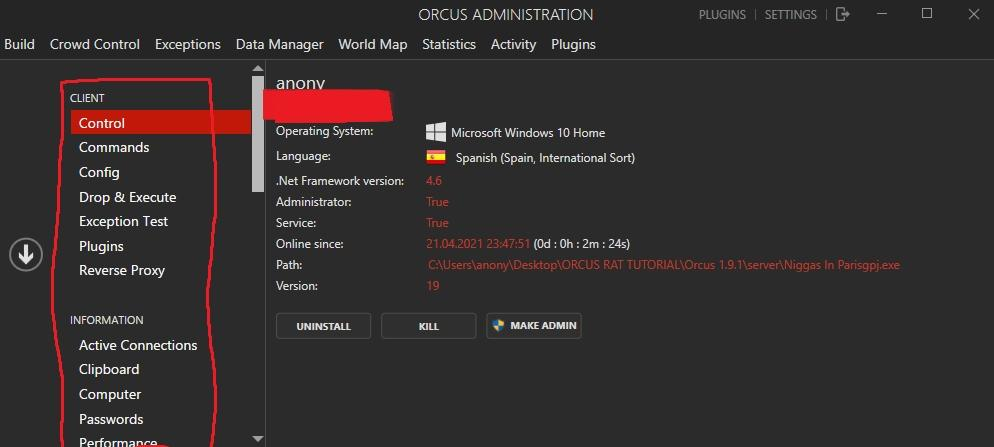 ORCUS ADMINISTRATION
PLUGINS | SETTINGS |
Build Crowd Control Exceptions Data Manager World Map Statistics Activity Plugins
CLIENT
Control
Commands
Config
Drop & Execute
Exception Test
Plugins
Reverse Proxy
INFORMATION
Active Connections
Clipboard
Computer
Passwords
Performance
anony
Operating System: Microsoft Windows 10 Home
Language: Spanish (Spain, International Sort)
.Net Framework version: 4.6
Administrator: True
Service: True
Online since: 21.04.2021 23:47:51 (0d : 0h : 2m : 24s)
Path: C:\Users\anony\Desktop\ORCUS RAT TUTORIAL\Orcus 1.9.1\server\Niggas In Parisgpj.exe
Version: 19
UNINSTALL KILL MAKE ADMIN